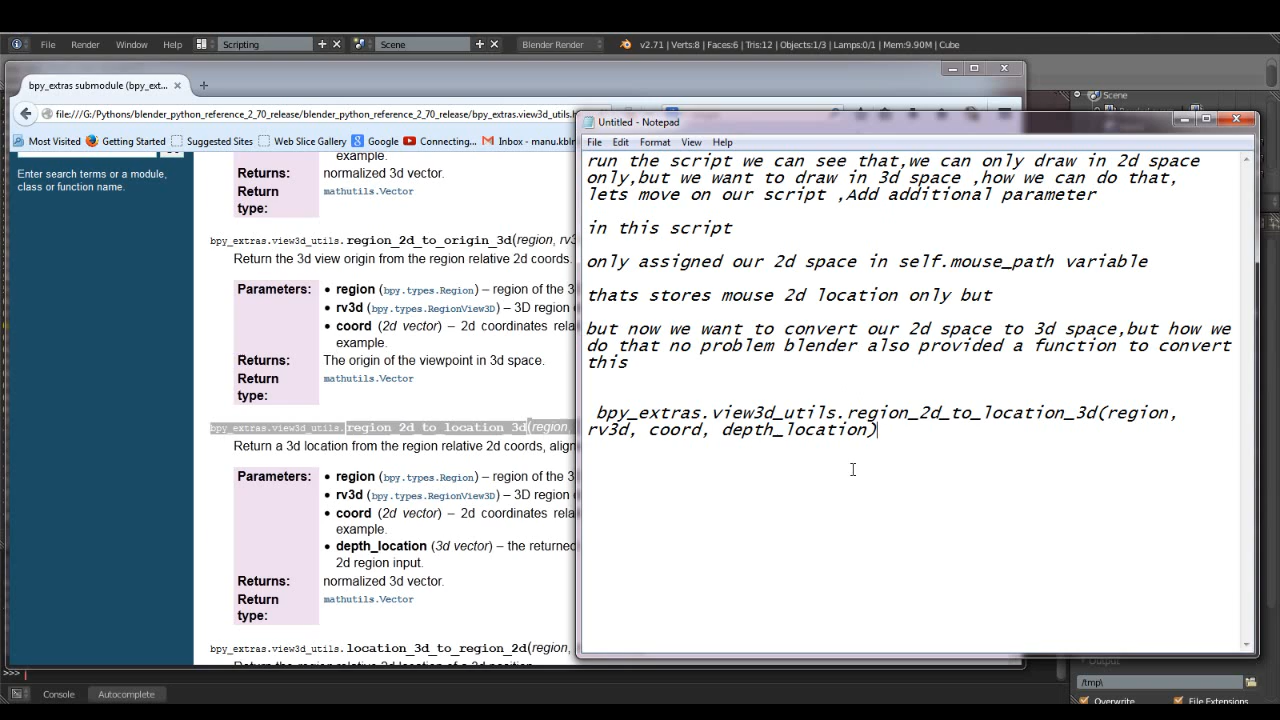 File Render Window Help Scripting Scene Blender Render v2.71 | Verts:8 | Faces:6 | Tris:12 | Objects:1/3 | Lamps:0/1 | Mem:9.90M | Cube
bpy_extras submodule (bpy_ext...
Scene
file:///G:/Pythons/blender_python_reference_2_70_release/blender_python_reference_2_70_release/bpy_extras.view3d_utils.
Most Visited Getting Started Suggested Sites Web Slice Gallery Google Connecting... Inbox - manu.kblr
Enter search terms or a module,
class or function name.
example.
Returns: normalized 3d vector.
Return mathutils.Vector
type:
bpy_extras.view3d_utils.region_2d_to_origin_3d(region, rv3
Return the 3d view origin from the region relative 2d coords.
Parameters: • region (bpy.types.Region) – region of the 3
• rv3d (bpy.types.RegionView3D) – 3D region
• coord (2d vector) – 2d coordinates rela
example.
Returns: The origin of the viewpoint in 3d space.
Return mathutils.Vector
type:
bpy_extras.view3d_utils.region_2d_to_location_3d(region,
Return a 3d location from the region relative 2d coords, align
Parameters: • region (bpy.types.Region) – region of the 3
• rv3d (bpy.types.RegionView3D) – 3D region
• coord (2d vector) – 2d coordinates rela
example.
• depth_location (3d vector) – the returned
2d region input.
Returns: normalized 3d vector.
Return mathutils.Vector
type:
bpy_extras.view3d_utils.location_3d_to_region_2d(region,
Untitled - Notepad
File Edit Format View Help
run the script we can see that,we can only draw in 2d space
only,but we want to draw in 3d space ,how we can do that,
lets move on our script ,Add additional parameter
in this script
only assigned our 2d space in self.mouse_path variable
thats stores mouse 2d location only but
but now we want to convert our 2d space to 3d space,but how we
do that no problem blender also provided a function to convert
this
bpy_extras.view3d_utils.region_2d_to_location_3d(region,
rv3d, coord, depth_location)
>>>
Console Autocomplete
Output
/tmp\
Overwrite File Extensions